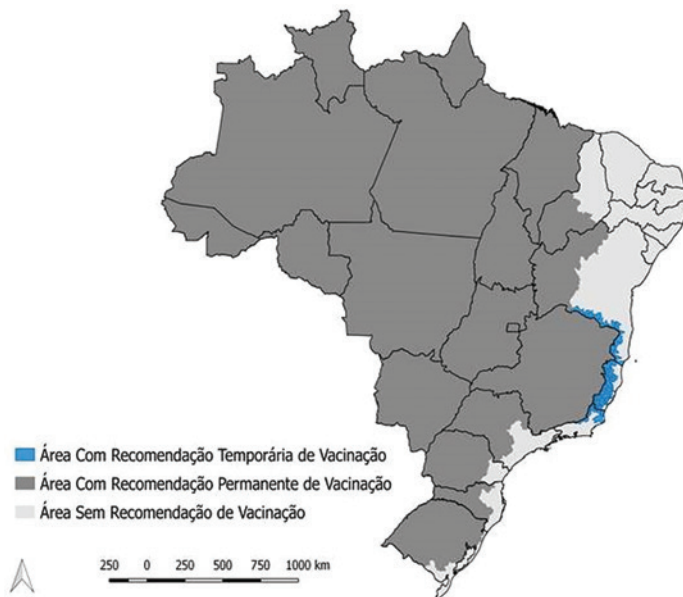 Área Com Recomendação Temporária de Vacinação
Área Com Recomendação Permanente de Vacinação
Área Sem Recomendação de Vacinação
250 0 250 500 750 1000 km